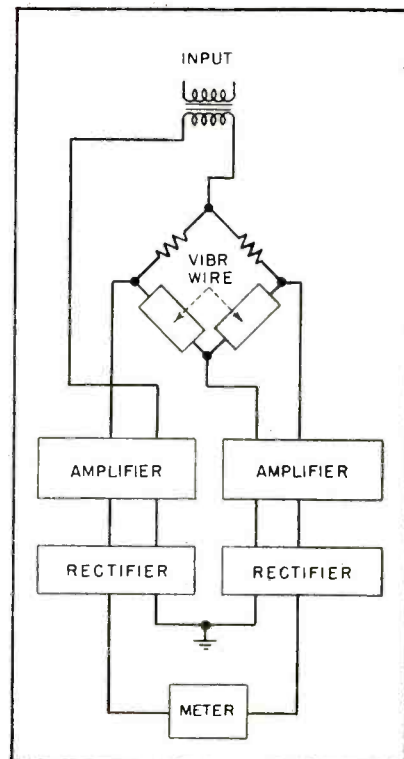 INPUT
VIBR
WIRE
AMPLIFIER
AMPLIFIER
RECTIFIER
RECTIFIER
METER